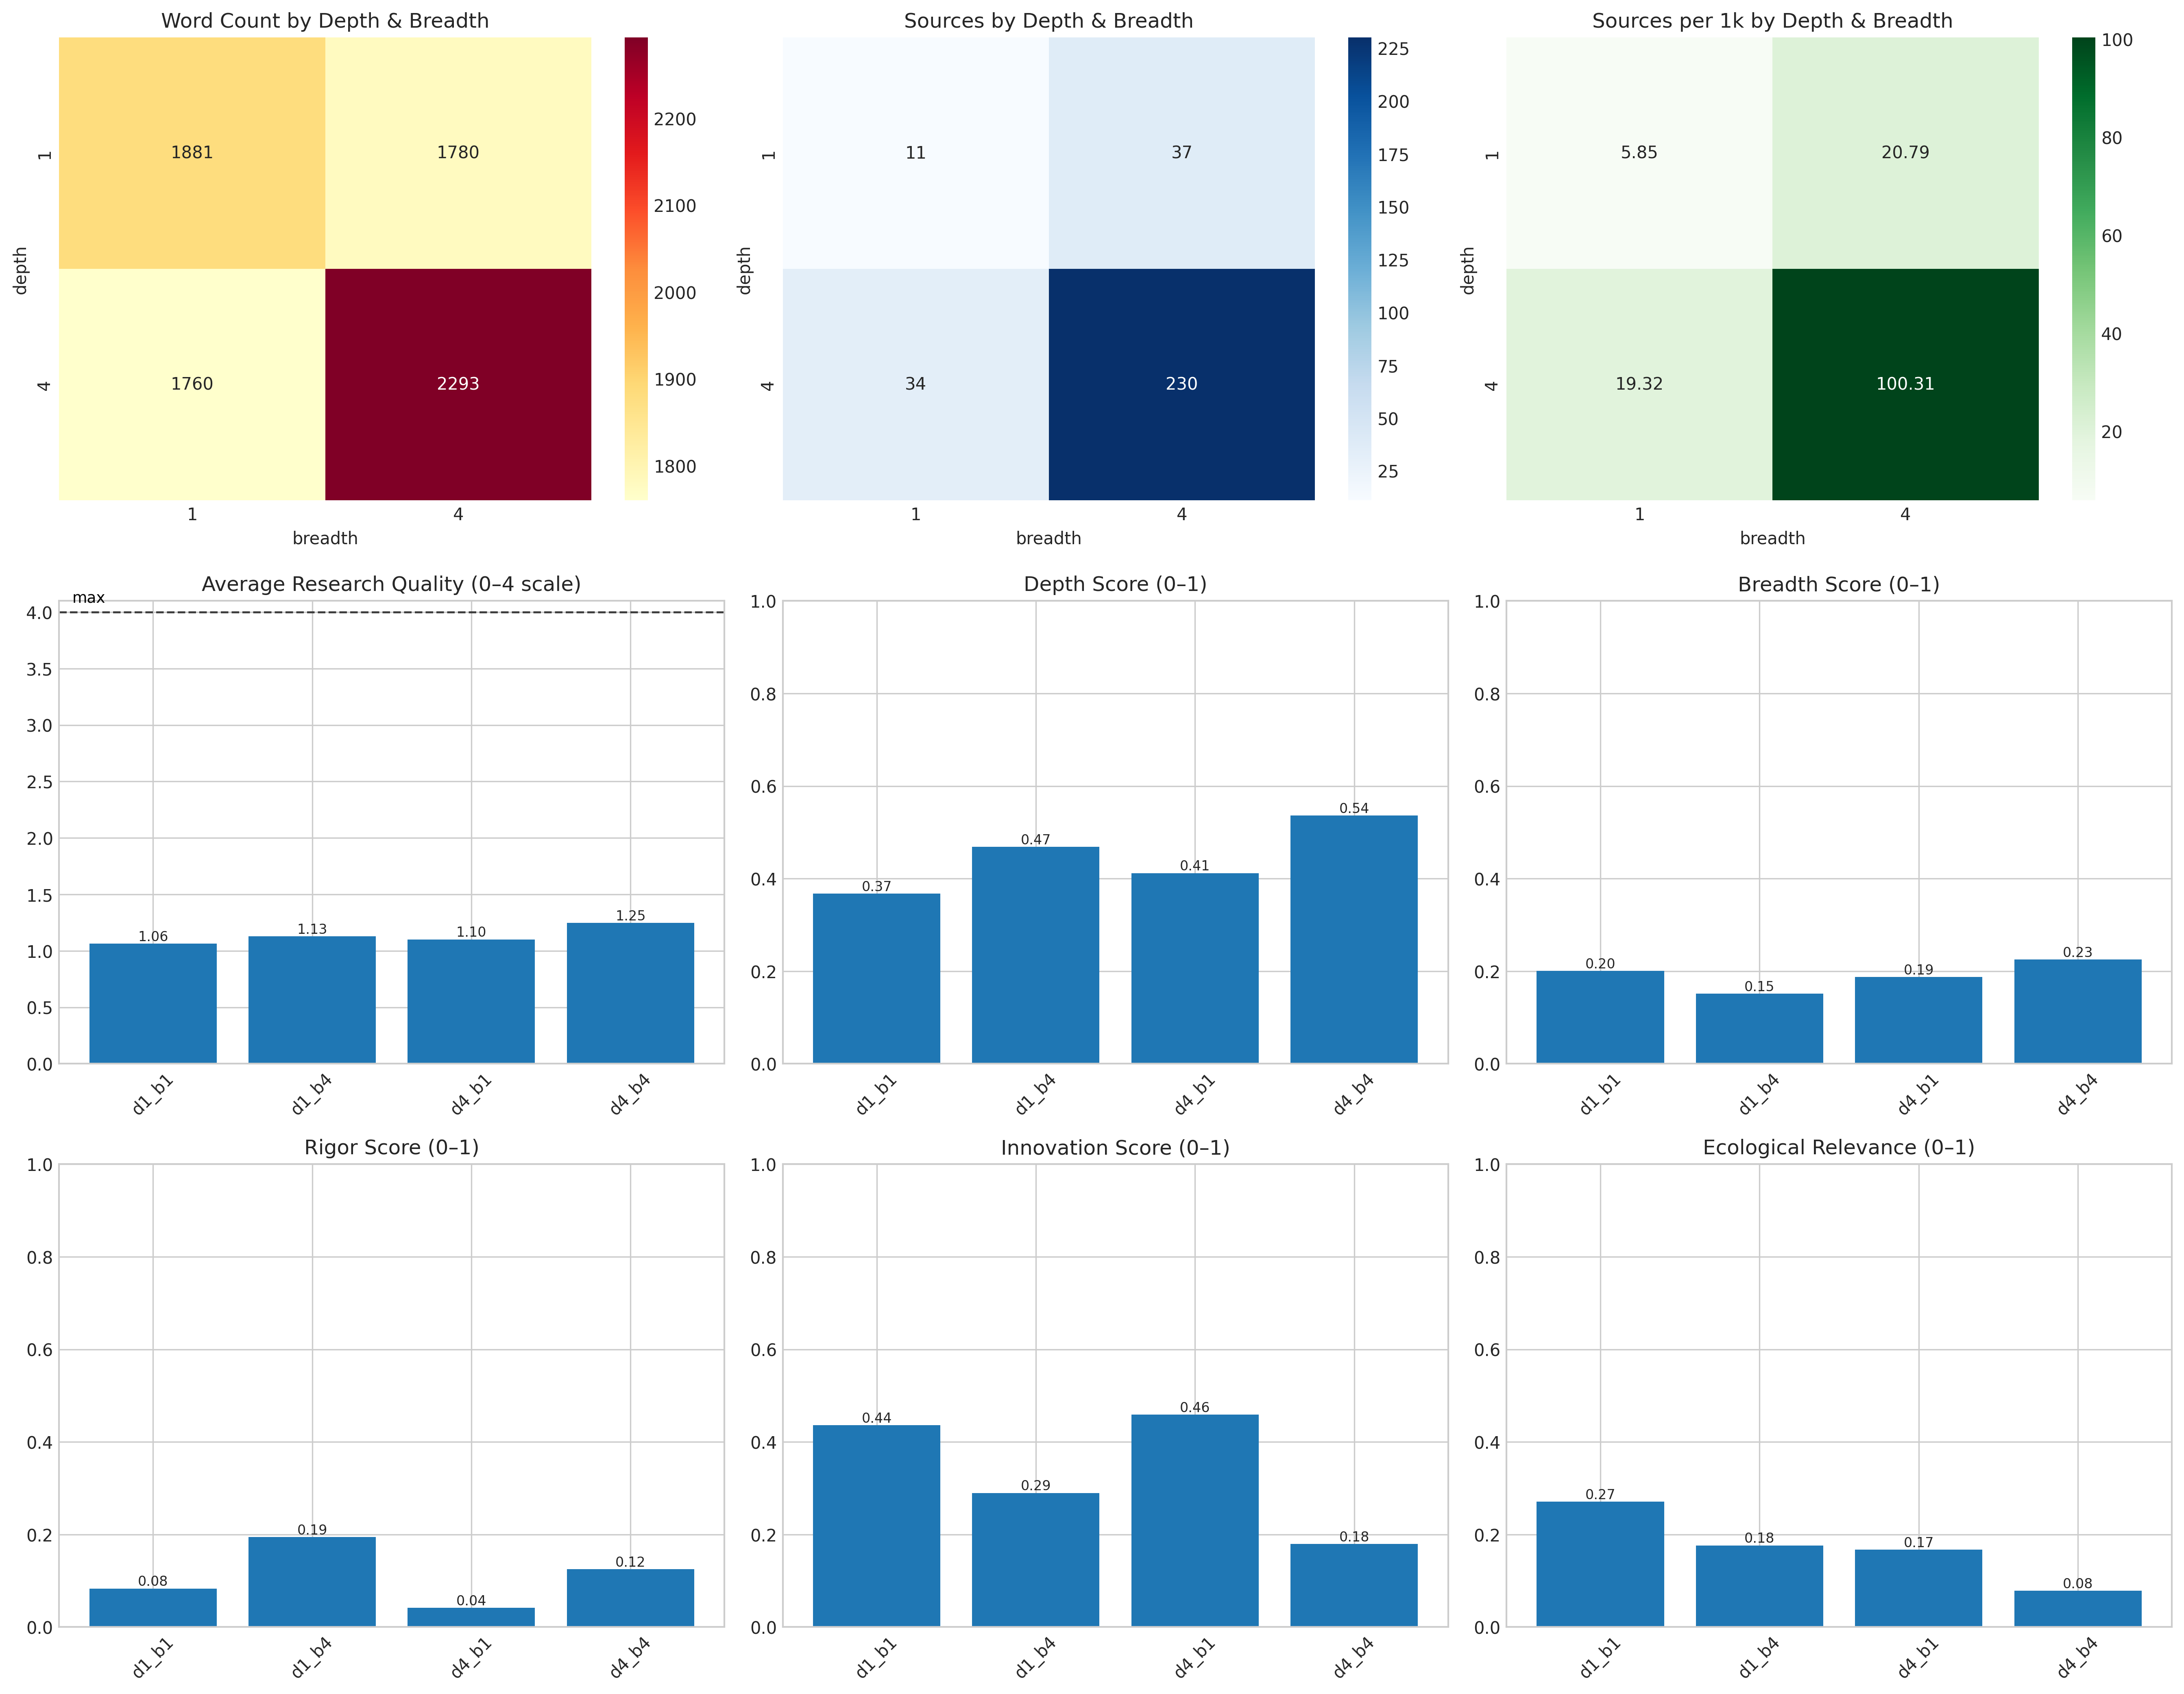 Word Count by Depth & Breadth
1881
1780
1760
2293
1
4
depth
1
4
breadth
2200
2100
2000
1900
1800
Sources by Depth & Breadth
11
37
34
230
1
4
depth
1
4
breadth
225
200
175
150
125
100
75
50
25
Sources per 1k by Depth & Breadth
5.85
20.79
19.32
100.31
1
4
depth
1
4
breadth
100
80
60
40
20
Average Research Quality (0–4 scale)
max
4.0
3.5
3.0
2.5
2.0
1.5
1.0
0.5
0.0
1.06
1.13
1.10
1.25
d1_b1
d1_b4
d4_b1
d4_b4
Depth Score (0–1)
1.0
0.8
0.6
0.4
0.2
0.0
0.37
0.47
0.41
0.54
d1_b1
d1_b4
d4_b1
d4_b4
Breadth Score (0–1)
1.0
0.8
0.6
0.4
0.2
0.0
0.20
0.15
0.19
0.23
d1_b1
d1_b4
d4_b1
d4_b4
Rigor Score (0–1)
1.0
0.8
0.6
0.4
0.2
0.0
0.08
0.19
0.04
0.12
d1_b1
d1_b4
d4_b1
d4_b4
Innovation Score (0–1)
1.0
0.8
0.6
0.4
0.2
0.0
0.44
0.29
0.46
0.18
d1_b1
d1_b4
d4_b1
d4_b4
Ecological Relevance (0–1)
1.0
0.8
0.6
0.4
0.2
0.0
0.27
0.18
0.17
0.08
d1_b1
d1_b4
d4_b1
d4_b4